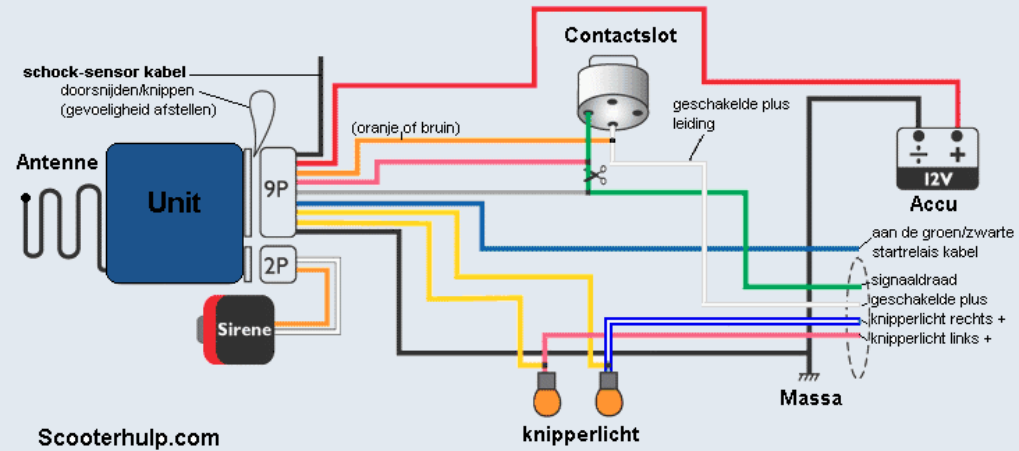 Contactslot
schock-sensor kabel
doorsnijden/knippen
(gevoeligheid afstellen)
geschakelde plus
leiding
(oranje of bruin)
Antenne
Unit
9P
2P
÷ +
12V
Accu
aan de groen/zwarte
startrelais kabel
signaaldraad
geschakelde plus
knipperlicht rechts +
knipperlicht links +
Sirene
Massa
knipperlicht
Scooterhulp.com